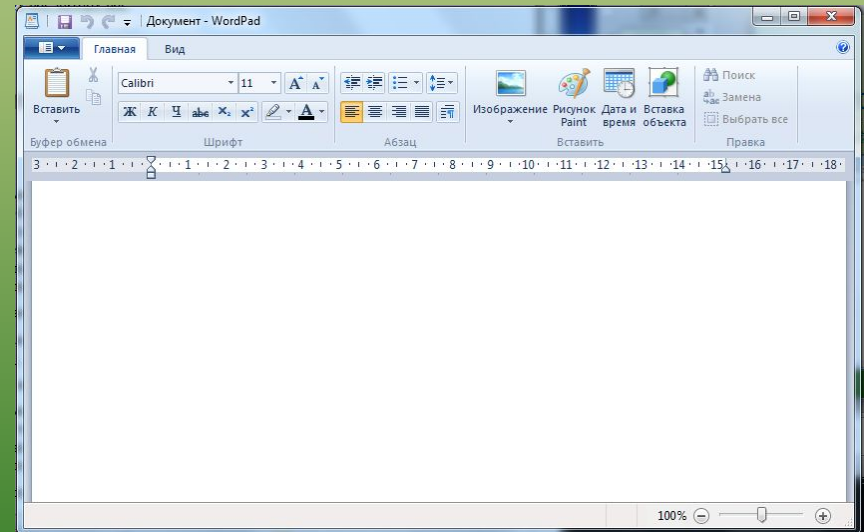 Документ - WordPad
Главная Вид
Вставить
Буфер обмена
Calibri 11
Ж К Ч abc X₂ X²
A
Шрифт
Абзац
Изображение
Рисунок Paint
Дата и время
Вставка объекта
Вставить
Поиск
Замена
Выбрать все
Правка
3 2 1 1 2 3 4 5 6 7 8 9 10 11 12 13 14 15 16 17 18
100%